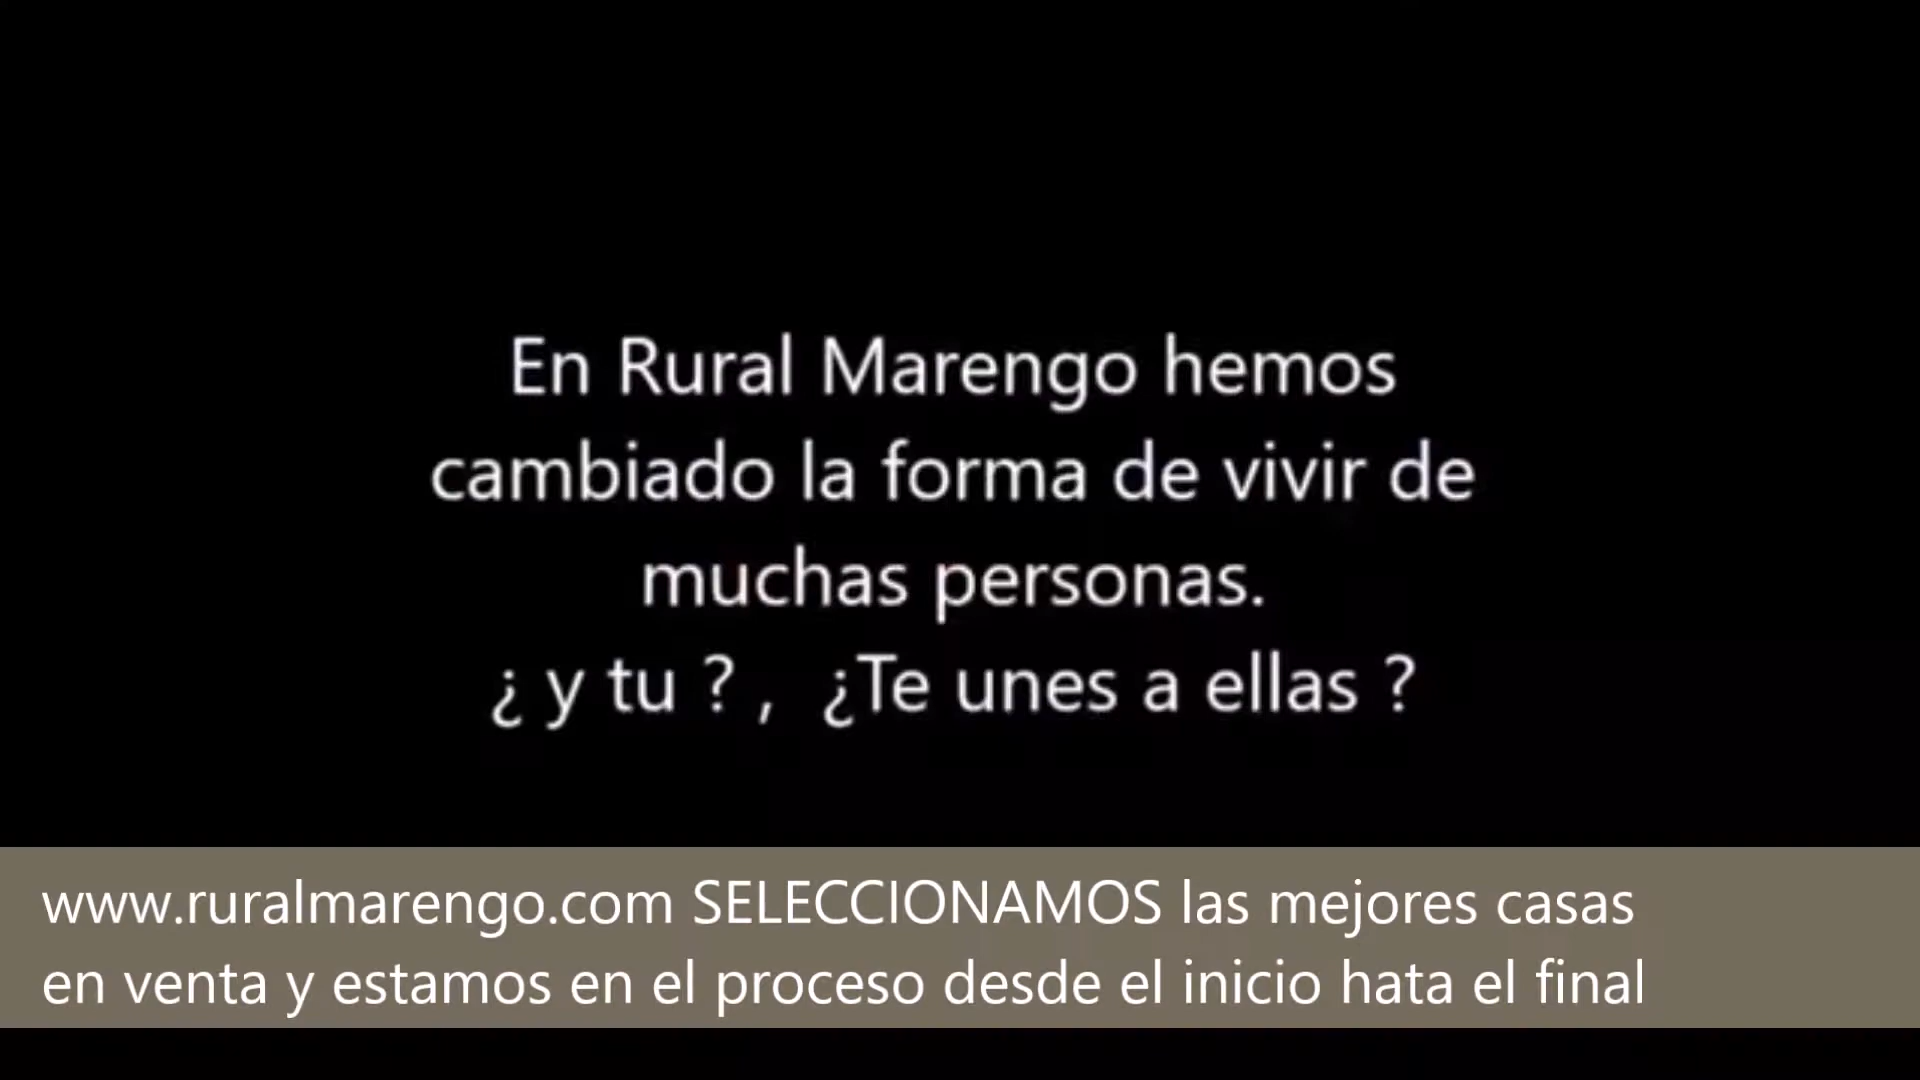 En Rural Marengo hemos
cambiado la forma de vivir de
muchas personas.
¿ y tu ? ,  ¿Te unes a ellas ?
www.ruralmarengo.com SELECCIONAMOS las mejores casas
en venta y estamos en el proceso desde el inicio hata el final